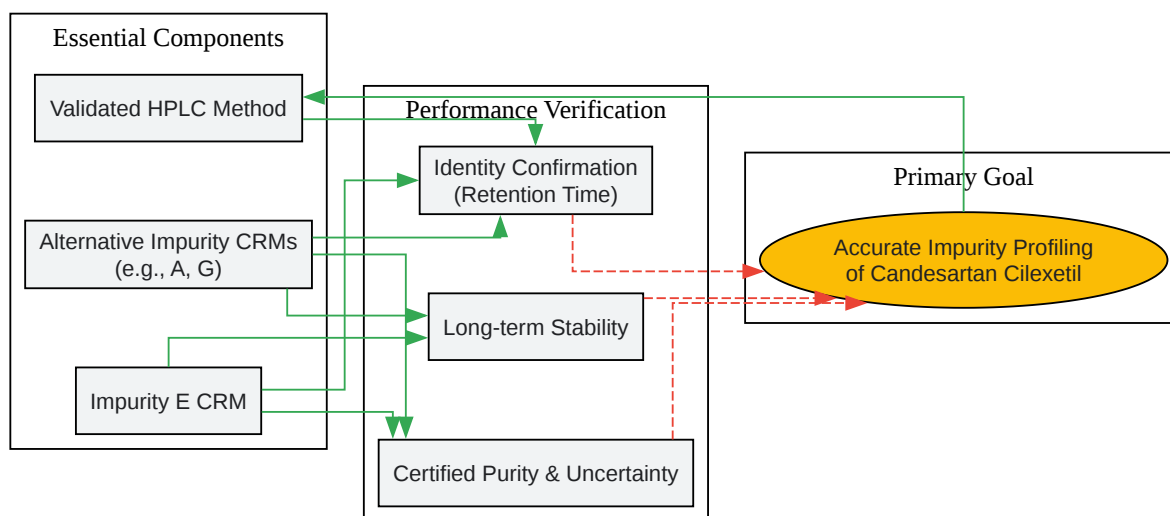 Essential Components
Validated HPLC Method
Alternative Impurity CRMs
(e.g., A, G)
Impurity E CRM
Performance Verification
Identity Confirmation
(Retention Time)
Long-term Stability
Certified Purity & Uncertainty
Primary Goal
Accurate Impurity Profiling
of Candesartan Cilexetil